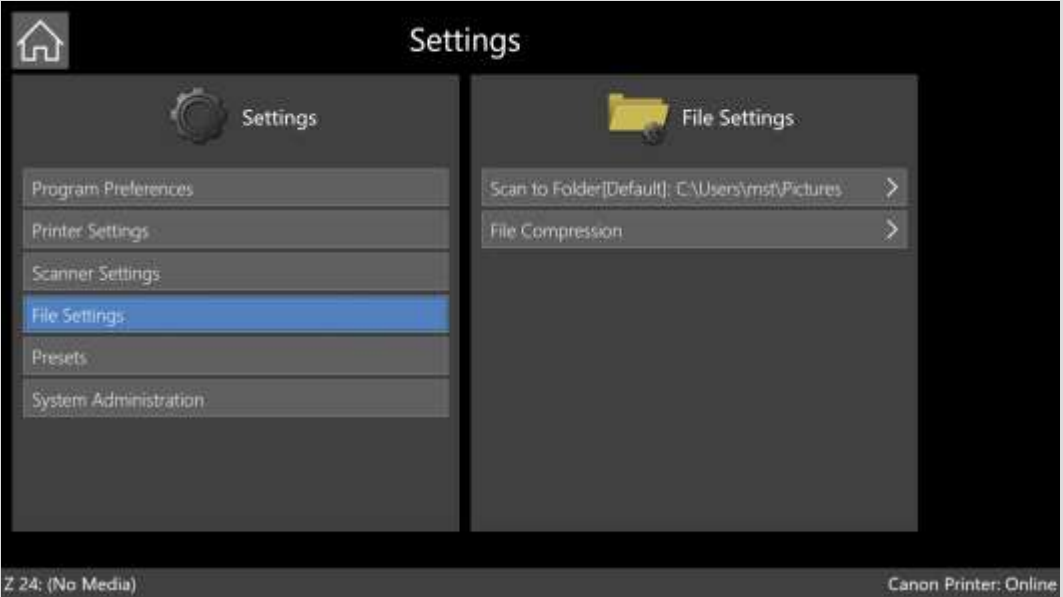 Settings
Settings
Program Preferences
Printer Settings
Scanner Settings
File Settings
Presets
System Administration
File Settings
Scan to Folder[Default]: C:\Users\mst\Pictures
File Compression
Z 24: (No Media)
Canon Printer: Online